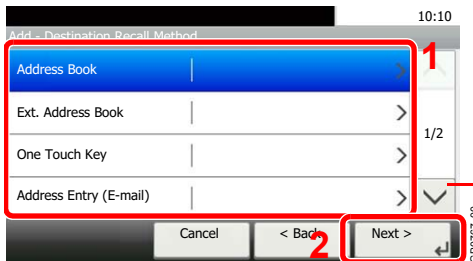 10:10
Add - Destination Recall Method
1
Address Book
Ext. Address Book
1/2
One Touch Key
Address Entry (E-mail)
Cancel
< Back
2
Next >